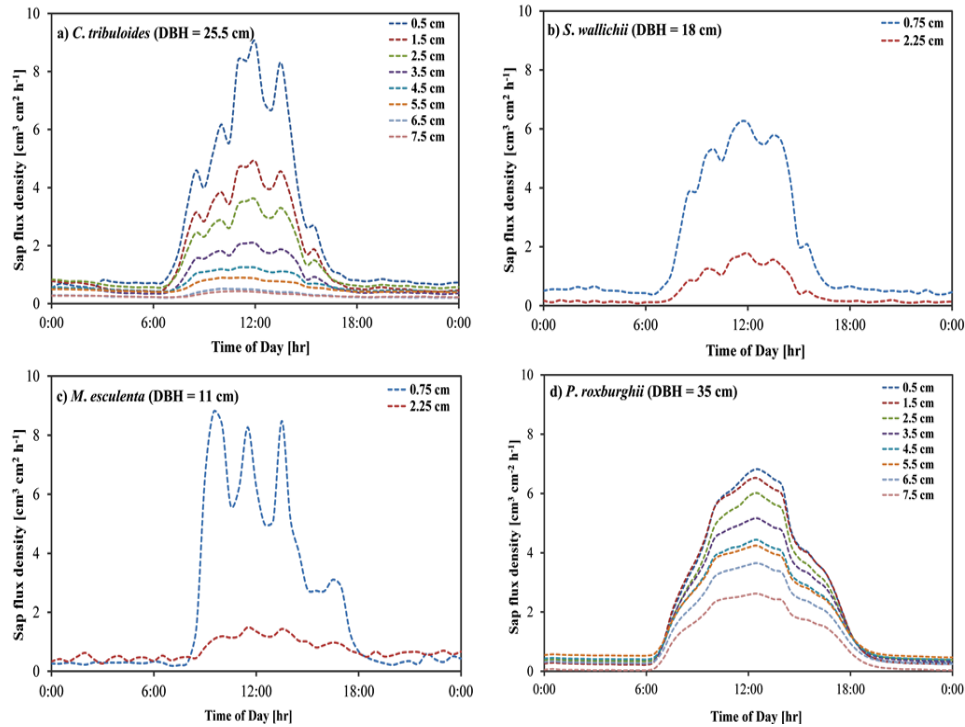 a) C. tribuloides (DBH = 25.5 cm)
0.5 cm
1.5 cm
2.5 cm
3.5 cm
4.5 cm
5.5 cm
6.5 cm
7.5 cm
Sap flux density [cm³ cm² h⁻¹]
10
8
6
4
2
0
0:00 6:00 12:00 18:00 0:00
Time of Day [hr]
b) S. wallichii (DBH = 18 cm)
0.75 cm
2.25 cm
Sap flux density [cm³ cm² h⁻¹]
10
8
6
4
2
0
0:00 6:00 12:00 18:00 0:00
Time of Day [hr]
c) M. esculenta (DBH = 11 cm)
0.75 cm
2.25 cm
Sap flux density [cm³ cm² h⁻¹]
10
8
6
4
2
0
0:00 6:00 12:00 18:00 0:00
Time of Day [hr]
d) P. roxburghii (DBH = 35 cm)
0.5 cm
1.5 cm
2.5 cm
3.5 cm
4.5 cm
5.5 cm
6.5 cm
7.5 cm
Sap flux density [cm³ cm⁻² h⁻¹]
10
8
6
4
2
0
0:00 6:00 12:00 18:00 0:00
Time of Day [hr]